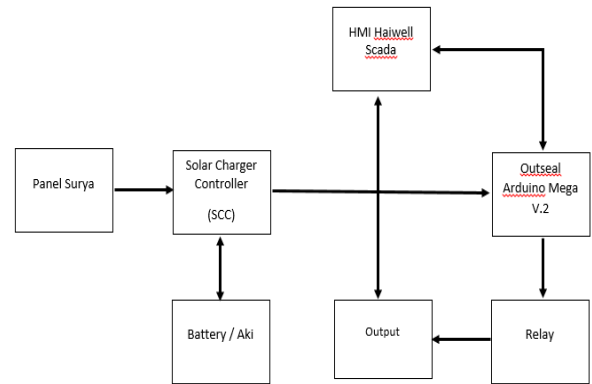 HMI Haiwell
Scada
Panel Surya
Solar Charger
Controller
(SCC)
Outseal
Arduino Mega
V.2
Battery / Aki
Output
Relay